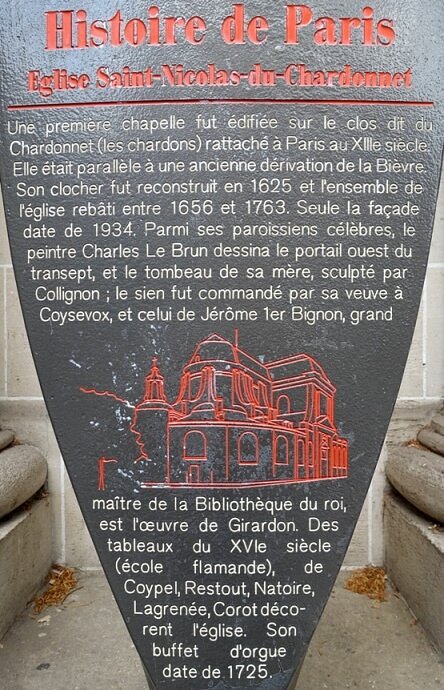 Histoire de Paris
Eglise Saint-Nicolas-du-Chardonnet
Une première chapelle fut édifiée sur le clos dit du
Chardonnet (les chardons) rattaché à Paris au XIIIe siècle.
Elle était parallèle à une ancienne dérivation de la Bièvre.
Son clocher fut reconstruit en 1625 et l'ensemble de
l'église rebâti entre 1656 et 1763. Seule la façade
date de 1934. Parmi ses paroissiens célèbres, le
peintre Charles Le Brun dessina le portail ouest du
transept, et le tombeau de sa mère, sculpté par
Collignon ; le sien fut commandé par sa veuve à
Coysevox, et celui de Jérôme 1er Bignon, grand
maître de la Bibliothèque du roi,
est l'œuvre de Girardon. Des
tableaux du XVIe siècle
(école flamande), de
Coypel, Restout, Natoire,
Lagrenée, Corot déco-
rent l'église. Son
buffet d'orgue
date de 1725.